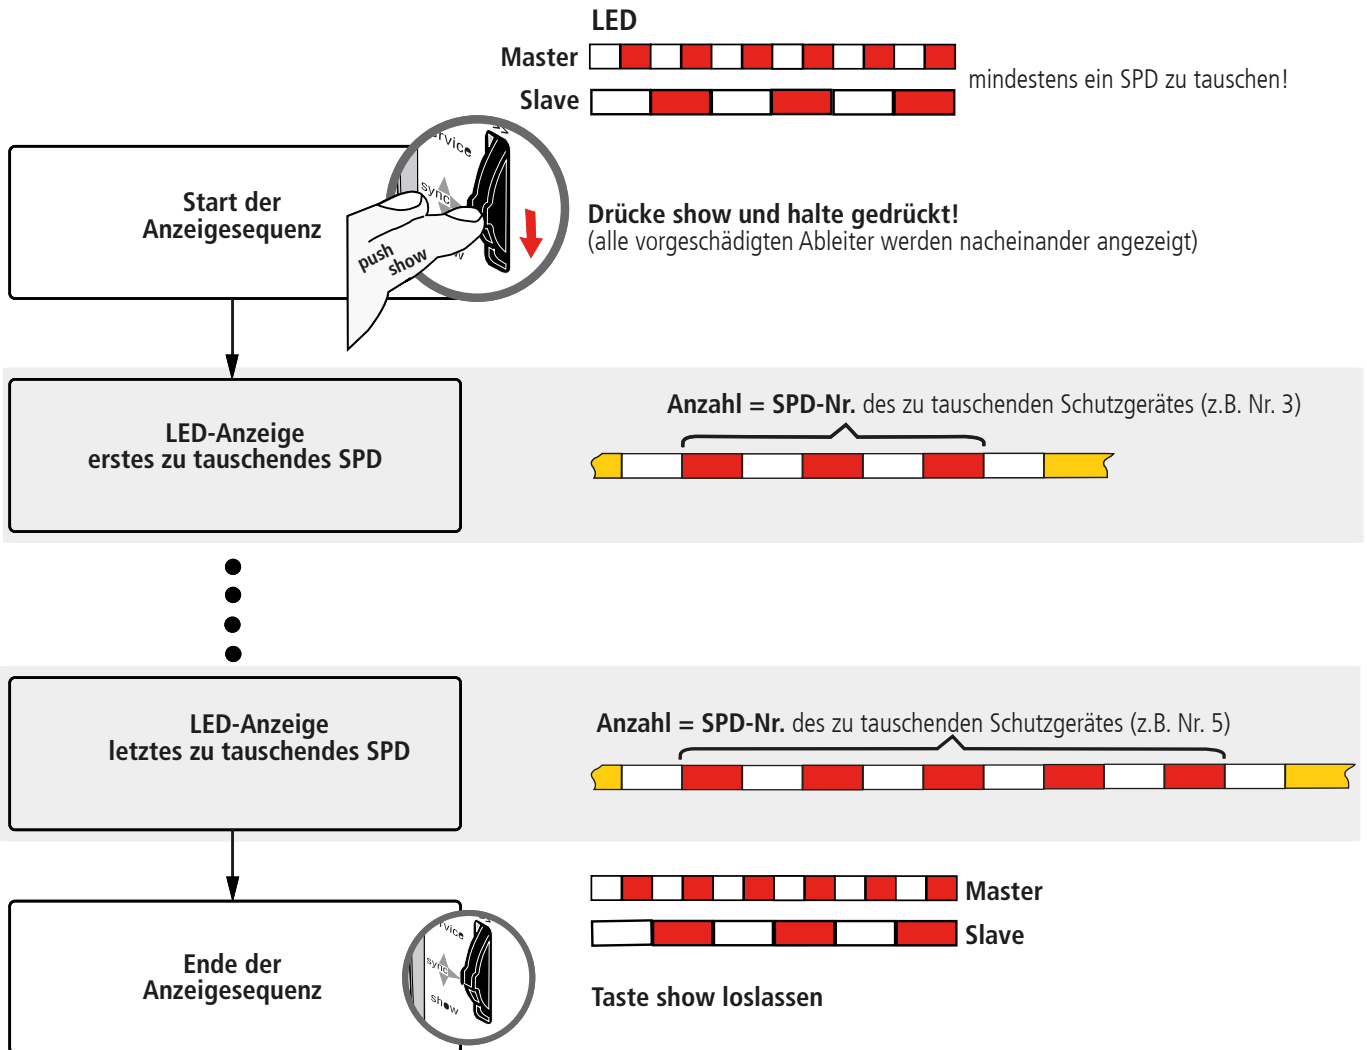 LED
Master
Slave
mindestens ein SPD zu tauschen!
Start der
Anzeigesequenz
rvice
sync
push
show
w
Drücke show und halte gedrückt!
(alle vorgeschädigten Ableiter werden nacheinander angezeigt)
LED-Anzeige
erstes zu tauschendes SPD
Anzahl = SPD-Nr. des zu tauschenden Schutzgerätes (z.B. Nr. 3)
LED-Anzeige
letztes zu tauschendes SPD
Anzahl = SPD-Nr. des zu tauschenden Schutzgerätes (z.B. Nr. 5)
Master
Slave
Ende der
Anzeigesequenz
rvice
sync
show
Taste show loslassen